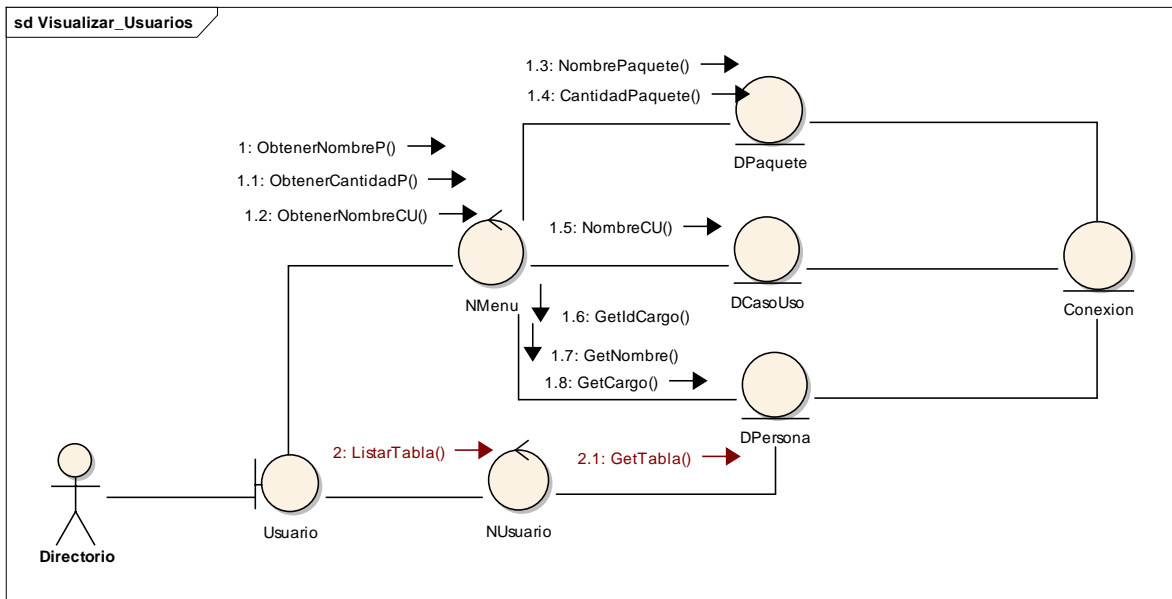 sd Visualizar_Usuarios
1.3: NombrePaquete()
1.4: CantidadPaquete()
DPaquete
1: ObtenerNombreP()
1.1: ObtenerCantidadP()
1.2: ObtenerNombreCU()
NMenu
1.5: NombreCU()
DCasoUso
Conexion
1.6: GetIdCargo()
1.7: GetNombre()
1.8: GetCargo()
DPersona
2: ListarTabla()
2.1: GetTabla()
Usuario
NUsuario
Directorio